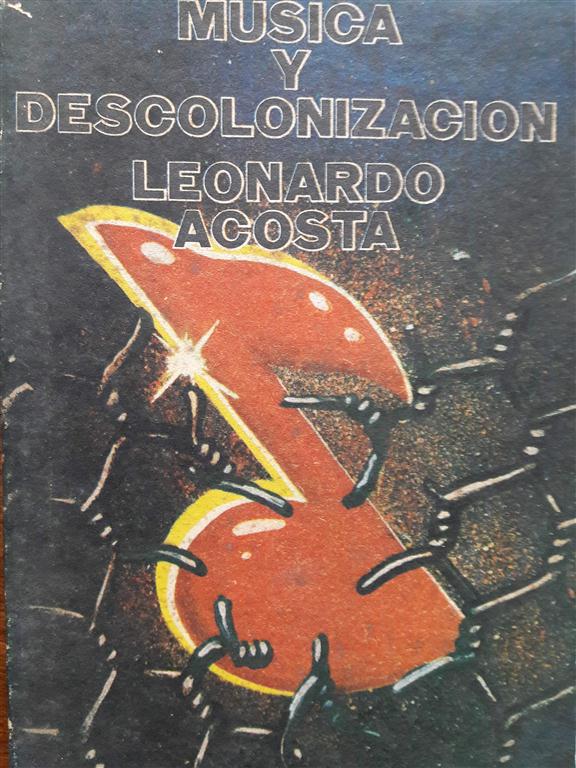 MUSICA
Y
DESCOLONIZACION
LEONARDO
ACOSTA